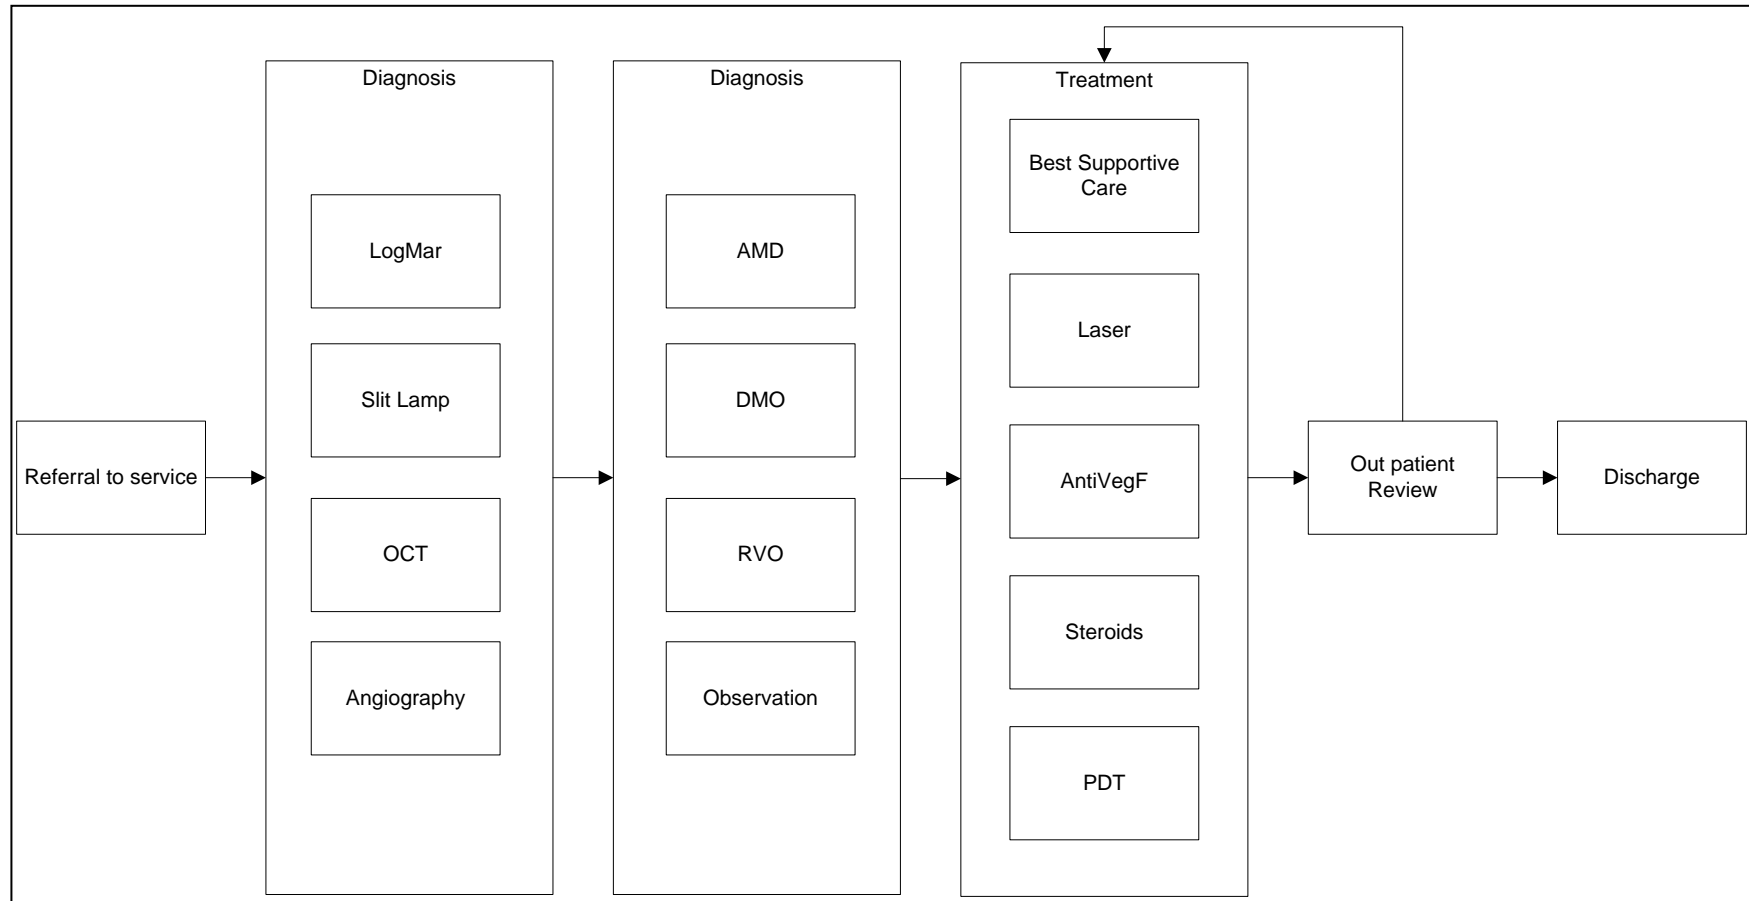 Referral to service
Diagnosis
LogMar
Slit Lamp
OCT
Angiography
Diagnosis
AMD
DMO
RVO
Observation
Treatment
Best Supportive
Care
Laser
AntiVegF
Steroids
PDT
Out patient
Review
Discharge